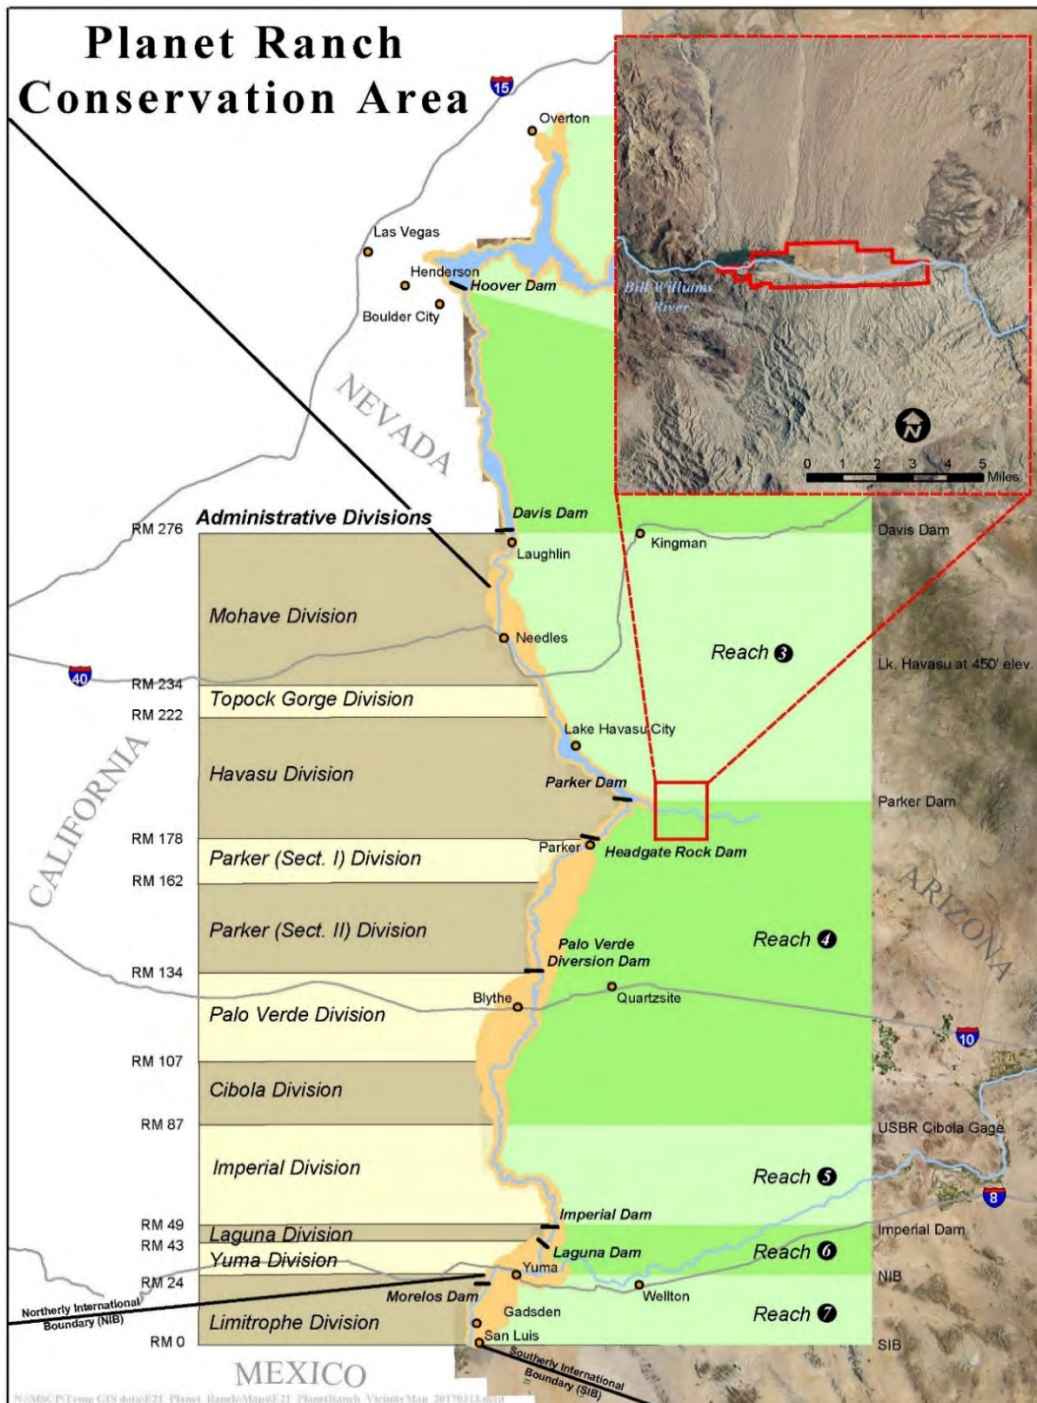 Planet Ranch
Conservation Area
15
Overton
Las Vegas
Henderson
Hoover Dam
Boulder City
NEVADA
Bill Williams
River
N
0 1 2 3 4 5
Miles
Administrative Divisions
Davis Dam
RM 276
Laughlin
Kingman
Davis Dam
Mohave Division
Needles
Reach 3
Lk. Havasu at 450' elev.
40
RM 234
Topock Gorge Division
RM 222
Lake Havasu City
CALIFORNIA
Havasu Division
Parker Dam
Parker Dam
RM 178
Parker
Headgate Rock Dam
Parker (Sect. I) Division
RM 162
ARIZONA
Parker (Sect. II) Division
Reach 4
Palo Verde
Diversion Dam
RM 134
Blythe
Quartzsite
Palo Verde Division
10
RM 107
Cibola Division
RM 87
USBR Cibola Gage
Imperial Division
Reach 5
8
RM 49
Imperial Dam
Imperial Dam
Laguna Division
RM 43
Laguna Dam
Reach 6
Yuma Division
Yuma
RM 24
NIB
Morelos Dam
Wellton
Northerly International
Boundary (NIB)
Limitrophe Division
Gadsden
Reach 7
RM 0
San Luis
SIB
Southerly International
Boundary (SIB)
MEXICO